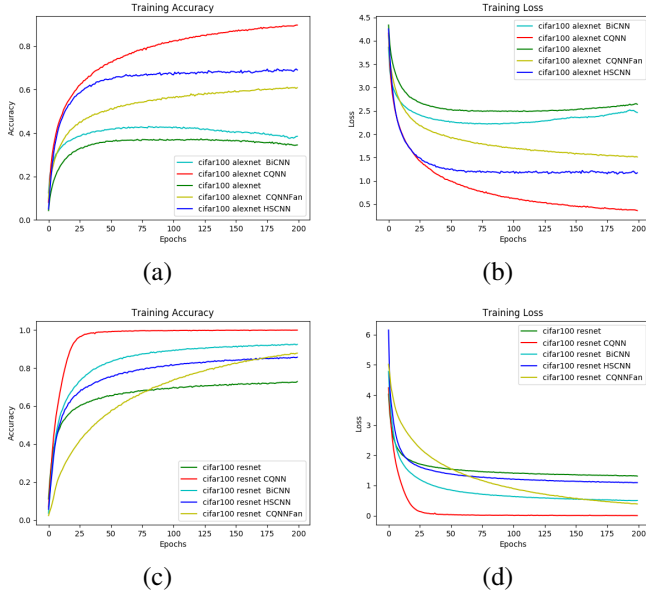 Training Accuracy
Accuracy
0.8
0.6
0.4
0.2
0.0
cifar100 alexnet BiCNN
cifar100 alexnet CQNN
cifar100 alexnet
cifar100 alexnet CQNNFan
cifar100 alexnet HSCNN
0 25 50 75 100 125 150 175 200
Epochs
(a)
Training Loss
Loss
4.5
4.0
3.5
3.0
2.5
2.0
1.5
1.0
0.5
cifar100 alexnet BiCNN
cifar100 alexnet CQNN
cifar100 alexnet
cifar100 alexnet CQNNFan
cifar100 alexnet HSCNN
0 25 50 75 100 125 150 175 200
Epochs
(b)
Training Accuracy
Accuracy
1.0
0.8
0.6
0.4
0.2
0.0
cifar100 resnet
cifar100 resnet CQNN
cifar100 resnet BiCNN
cifar100 resnet HSCNN
cifar100 resnet CQNNFan
0 25 50 75 100 125 150 175 200
Epochs
(c)
Training Loss
Loss
6
5
4
3
2
1
0
cifar100 resnet
cifar100 resnet CQNN
cifar100 resnet BiCNN
cifar100 resnet HSCNN
cifar100 resnet CQNNFan
0 25 50 75 100 125 150 175 200
Epochs
(d)